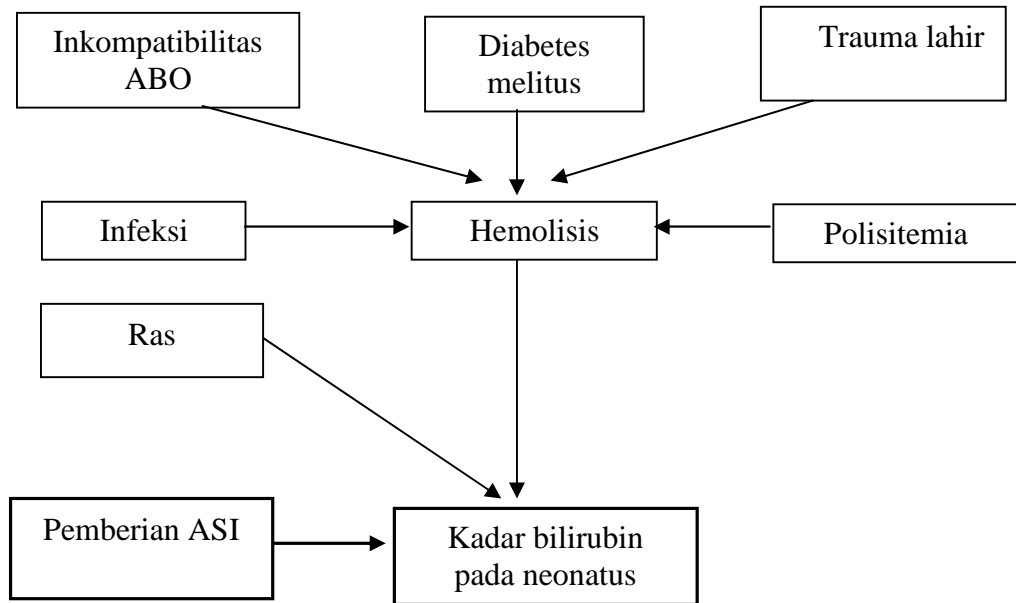 Inkompatibilitas
ABO
Diabetes
melitus
Trauma lahir
Infeksi
Hemolisis
Polisitemia
Ras
Pemberian ASI
Kadar bilirubin
pada neonatus